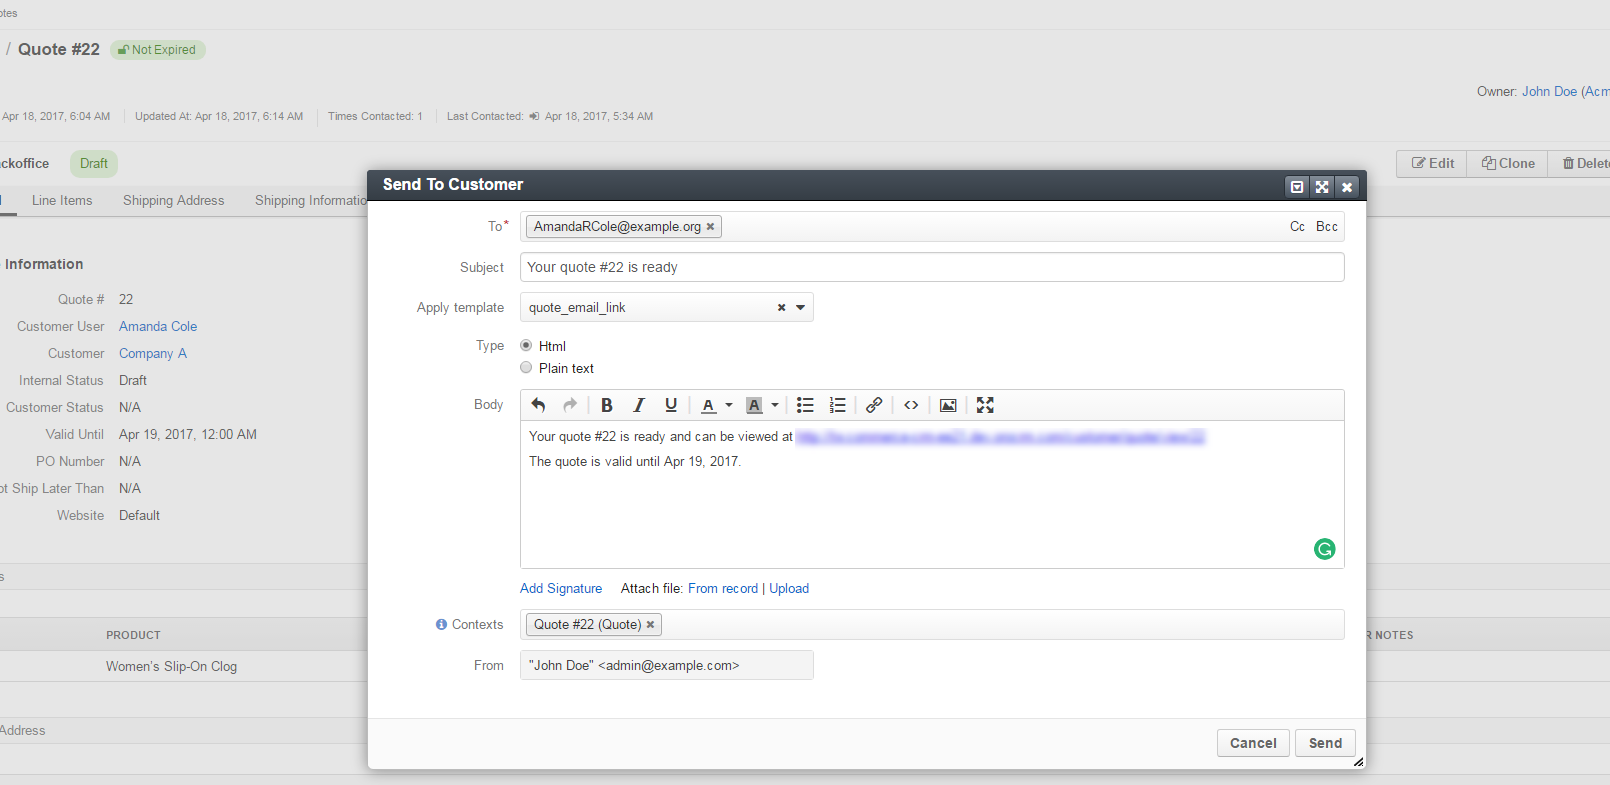 otes
/ Quote #22 Not Expired
Owner: John Doe (Acm
Apr 18, 2017, 6:04 AM Updated At: Apr 18, 2017, 6:14 AM Times Contacted: 1 Last Contacted: Apr 18, 2017, 5:34 AM
ckoffice Draft
Edit Clone Delet
Line Items Shipping Address Shipping Informatio
Send To Customer
To* AmandaRCole@example.org Cc Bcc
Information
Subject Your quote #22 is ready
Quote # 22
Apply template quote_email_link
Customer User Amanda Cole
Type Html
Customer Company A
Plain text
Internal Status Draft
Body B I U A A
Customer Status N/A
Valid Until Apr 19, 2017, 12:00 AM
Your quote #22 is ready and can be viewed at
PO Number N/A
The quote is valid until Apr 19, 2017.
ot Ship Later Than N/A
Website Default
s
Add Signature Attach file: From record | Upload
Contexts Quote #22 (Quote)
PRODUCT
R NOTES
Women's Slip-On Clog
From "John Doe" <admin@example.com>
Address
Cancel Send